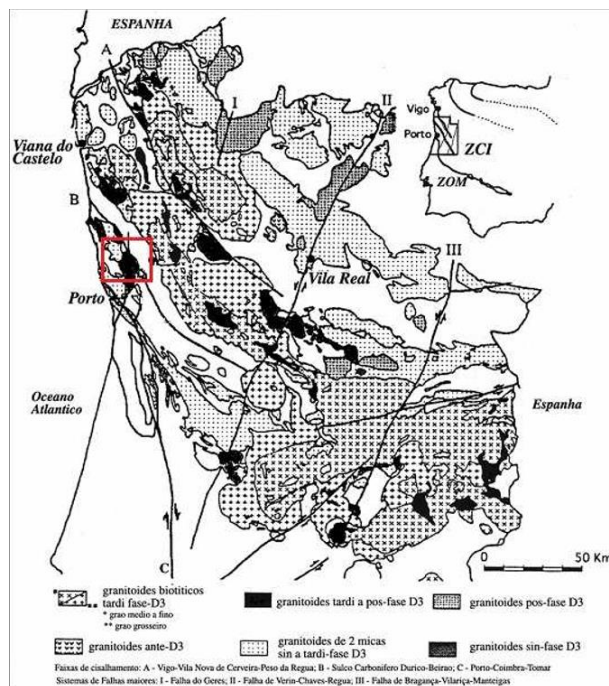 ESPANHA
A
I
II
Vigo
Porto
ZCI
ZOM
Viana do
Castelo
B
III
Vila Real
Porto
Oceano
Atlantico
Espanha
C
0 50 Km
granitoides biotiticos
tardi fase-D3
* grao medio a fino
** grao grosseiro
granitoides tardi a pos-fase D3
granitoides pos-fase D3
granitoides ante-D3
granitoides de 2 micas
sin a tardi-fase D3
granitoides sin-fase D3
Faixas de cisalhamento: A - Vigo-Vila Nova de Cerveira-Peso da Regua; B - Sulco Carbonifero Durico-Beirao; C - Porto-Coimbra-Tomar
Sistemas de Falhas maiores: I - Falha do Geres; II - Falha de Verin-Chaves-Regua; III - Falha de Bragança-Vilariça-Manteigas